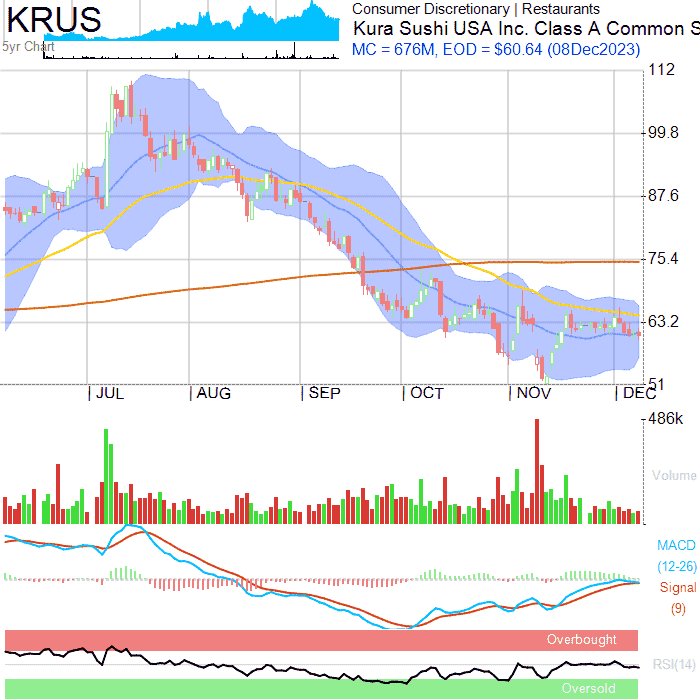 KRUS
Consumer Discretionary | Restaurants
Kura Sushi USA Inc. Class A Common S
MC = 676M, EOD = $60.64 (08Dec2023)
5yr Chart
112
99.8
87.6
75.4
63.2
51
JUL AUG SEP OCT NOV DEC
486k
Volume
MACD
(12-26)
Signal
(9)
Overbought
RSI(14)
Oversold